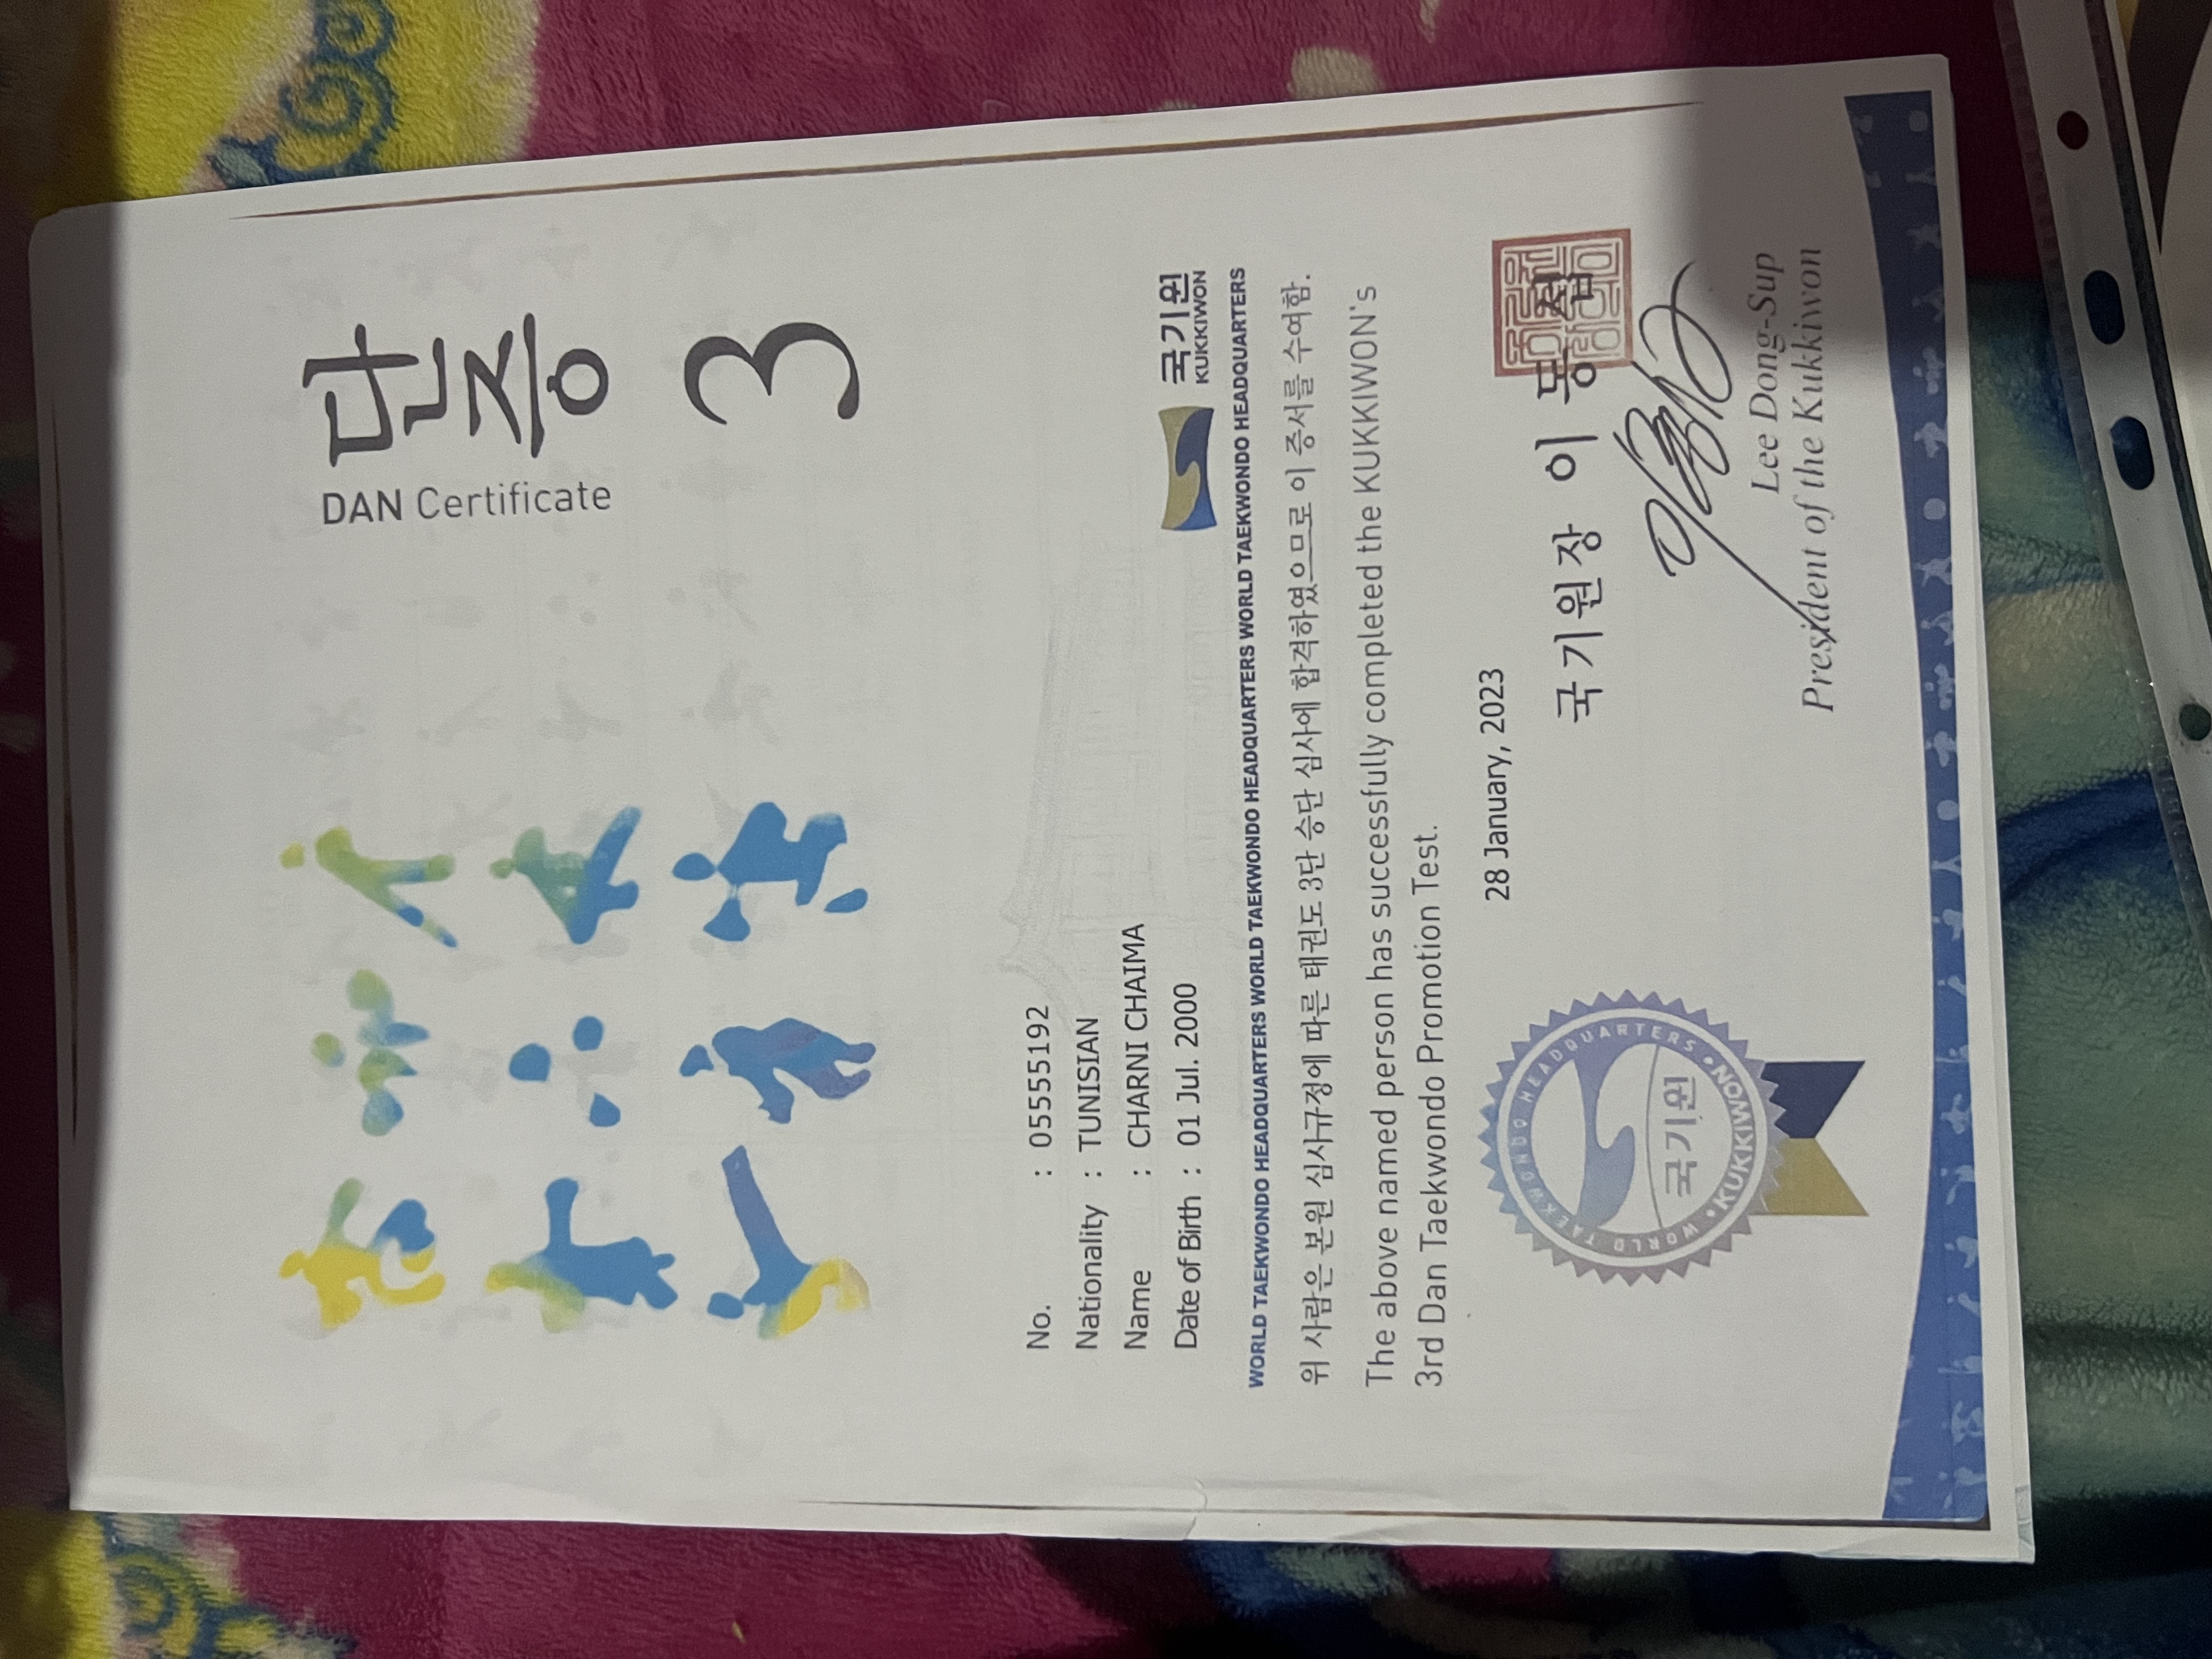 단증
DAN Certificate
3
No. : 05555192
Nationality : TUNISIAN
Name : CHARNI CHAIMA
Date of Birth : 01 Jul. 2000
국기원
KUKKIWON
WORLD TAEKWONDO HEADQUARTERS WORLD TAEKWONDO HEADQUARTERS WORLD TAEKWONDO HEADQUARTERS WORLD TAEKWONDO HEADQUARTERS
위 사람은 본원 심사규정에 따른 태권도 3단 승단 심사에 합격하였으므로 이 증서를 수여함.
The above named person has successfully completed the KUKKIWON's
3rd Dan Taekwondo Promotion Test.
28 January, 2023
국기원장 이 동 섭
Lee Dong-Sup
President of the Kukkiwon
WORLD TAEKWONDO HEADQUARTERS • KUKKIWON •
국기원